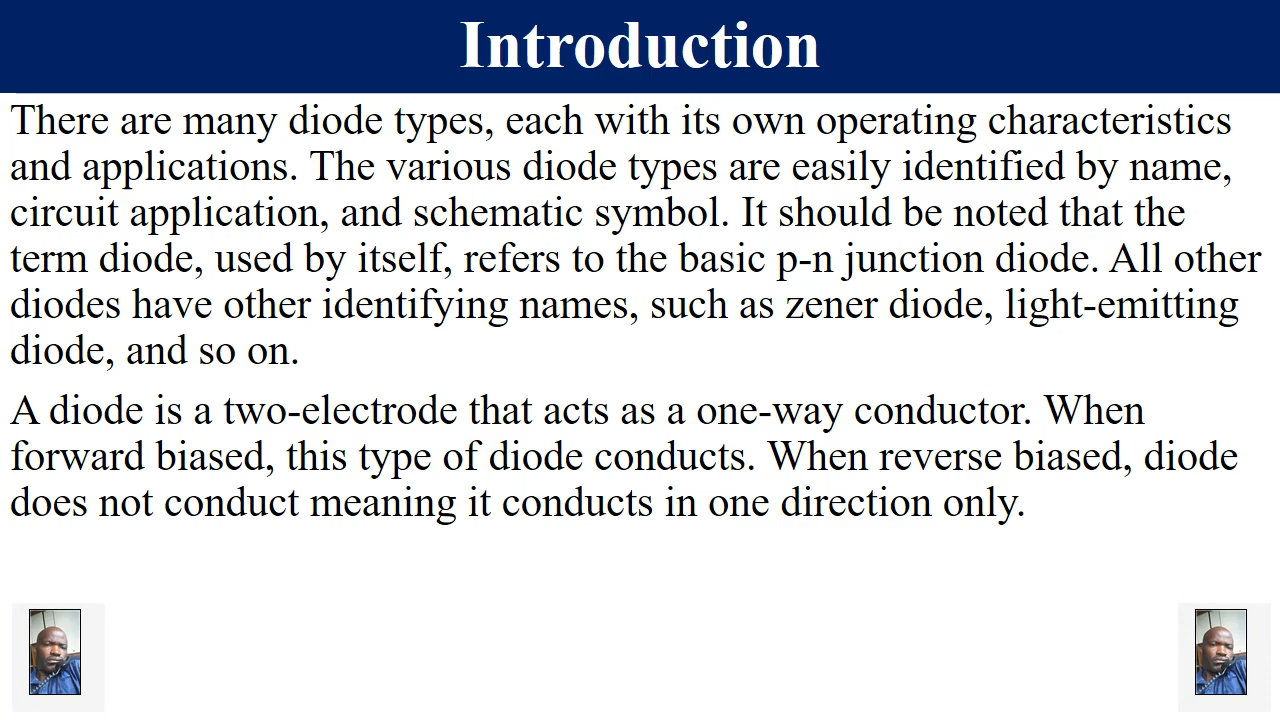 Introduction
There are many diode types, each with its own operating characteristics
and applications. The various diode types are easily identified by name,
circuit application, and schematic symbol. It should be noted that the
term diode, used by itself, refers to the basic p-n junction diode. All other
diodes have other identifying names, such as zener diode, light-emitting
diode, and so on.
A diode is a two-electrode that acts as a one-way conductor. When
forward biased, this type of diode conducts. When reverse biased, diode
does not conduct meaning it conducts in one direction only.